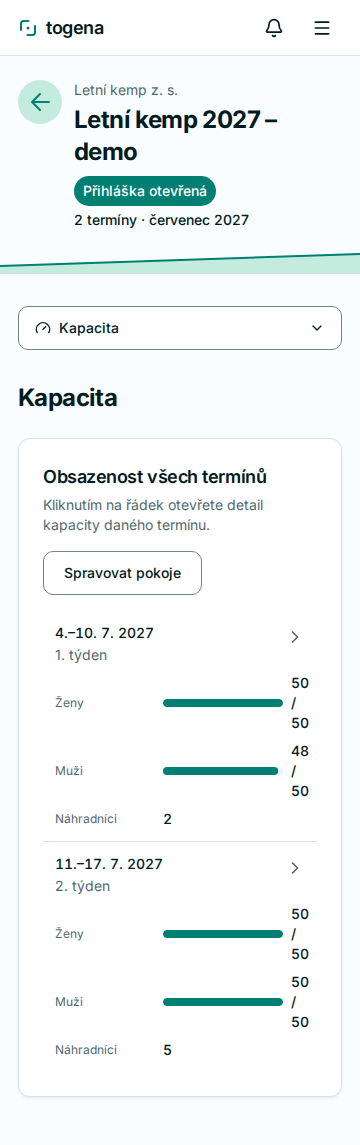 togena
Letní kemp z. s.
Letní kemp 2027 –
demo
Přihláška otevřená
2 termíny · červenec 2027
Kapacita
Kapacita
Obsazenost všech termínů
Kliknutím na řádek otevřete detail
kapacity daného termínu.
Spravovat pokoje
4.–10. 7. 2027
1. týden
Ženy
50
/
50
Muži
48
/
50
Náhradníci
2
11.–17. 7. 2027
2. týden
Ženy
50
/
50
Muži
50
/
50
Náhradníci
5